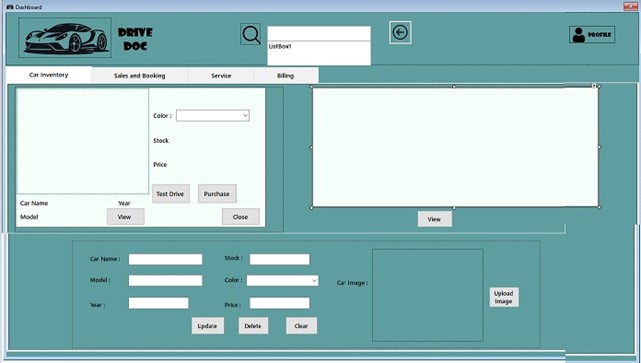 Dashboard
DRIVE
DOC
ListBox1
PROFILE
Car Inventory
Sales and Booking
Service
Billing
Color :
Stock
Price
Test Drive
Purchase
Car Name
Year
Model
View
Close
View
Car Name :
Stock :
Model :
Color :
Car Image :
Upload
Image
Year :
Price :
Update
Delete
Clear